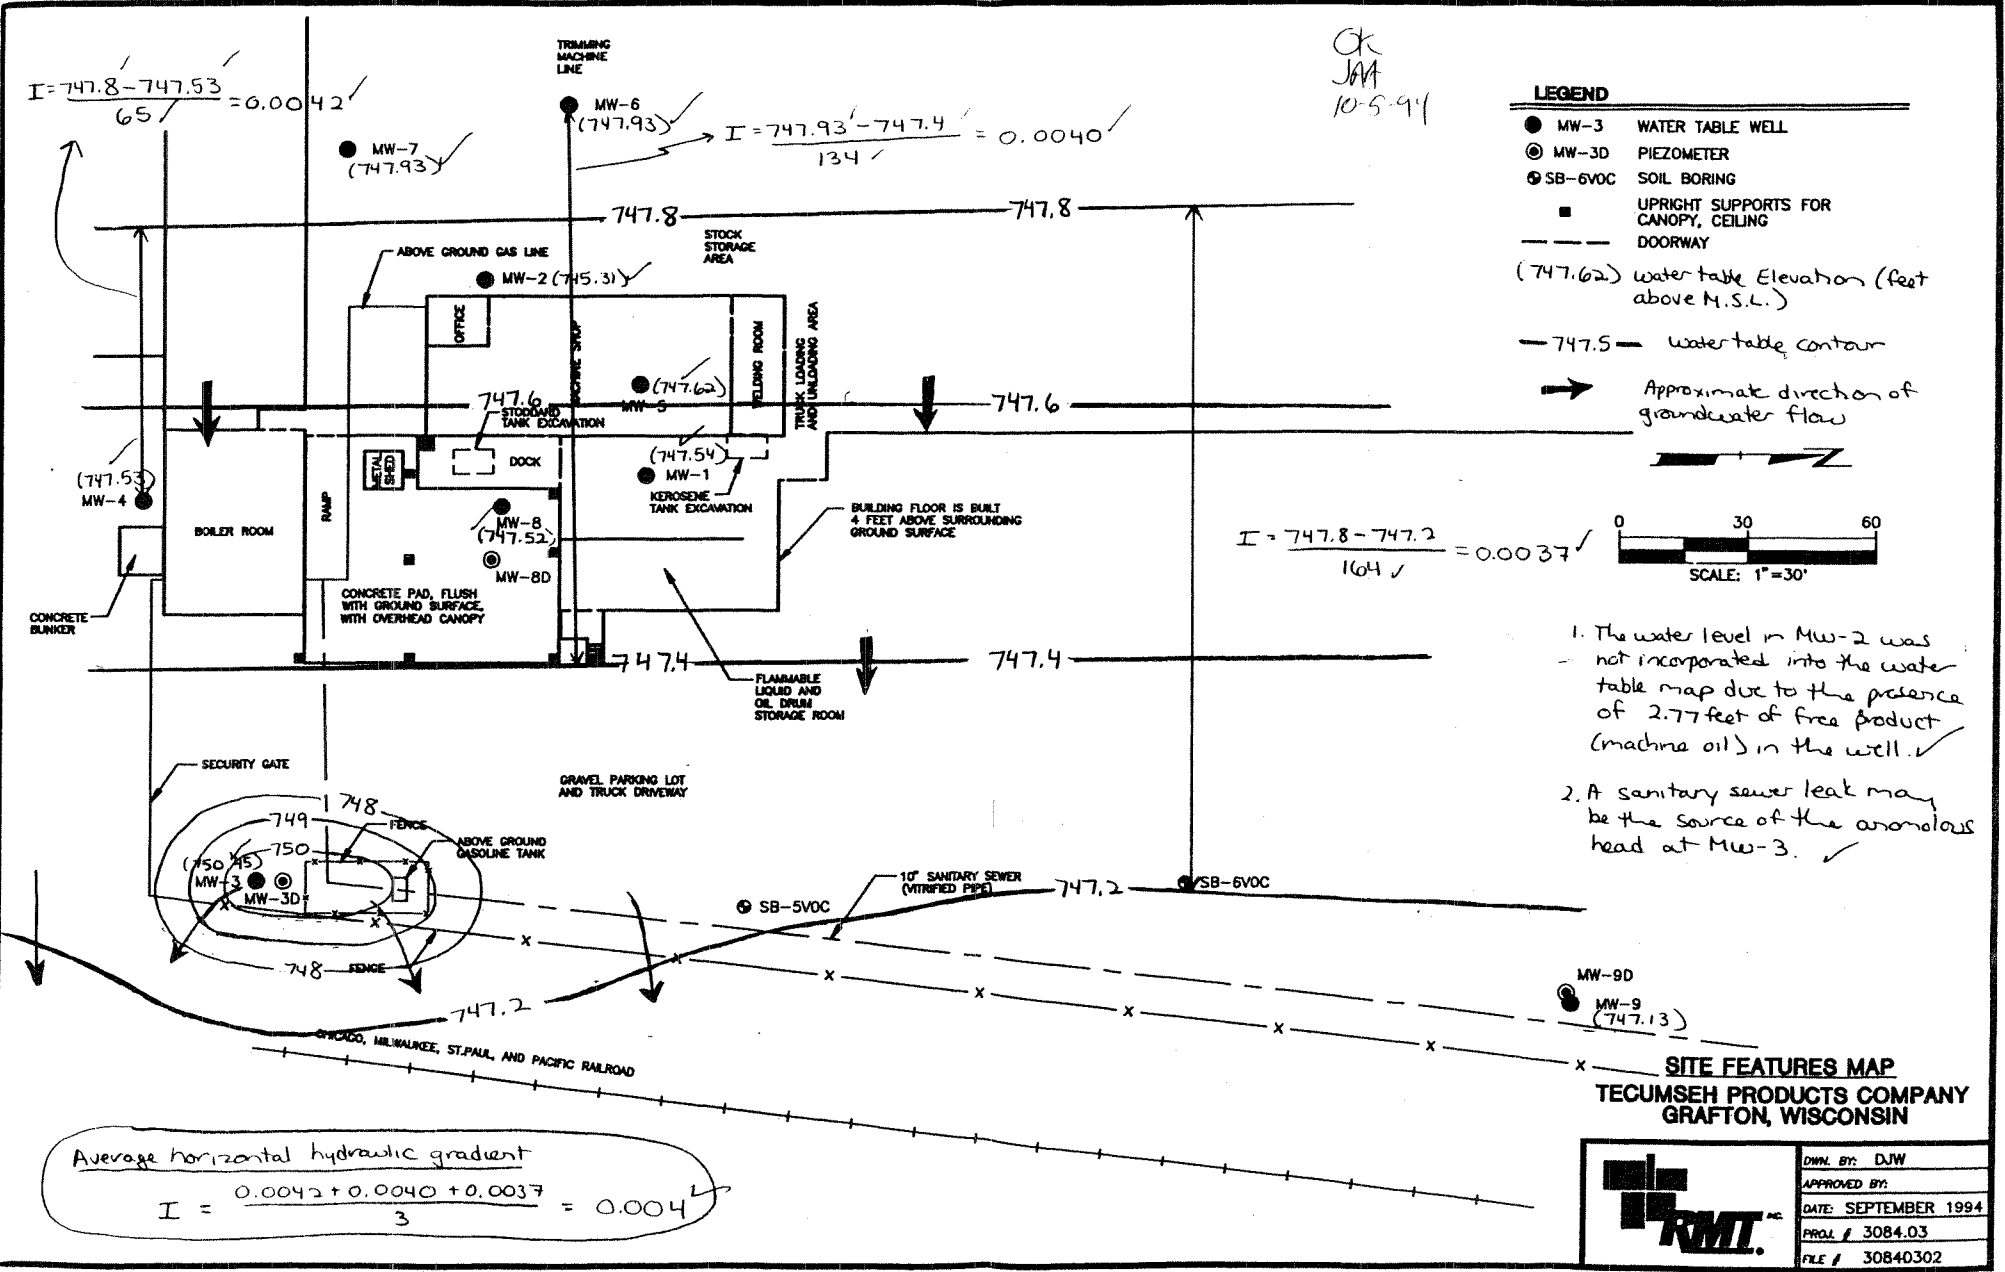 I = 747.8 - 747.53 / 65 = 0.0042
TRIMMING
MACHINE
LINE
MW-6
(747.93)
I = 747.93 - 747.4 / 134 = 0.0040
MW-7
(747.93)
OK
JAA
10-5-94
LEGEND
MW-3 WATER TABLE WELL
MW-3D PIEZOMETER
SB-6VOC SOIL BORING
UPRIGHT SUPPORTS FOR
CANOPY, CEILING
DOORWAY
(747.62) water table Elevation (feet
above M.S.L.)
747.5 water table contour
Approximate direction of
groundwater flow
0 30 60
SCALE: 1"=30'
747.8 747.8
STOCK
STORAGE
AREA
ABOVE GROUND GAS LINE
MW-2 (745.31)
OFFICE
MACHINE SHOP
WELDING ROOM
TRUCK LOADING
AND UNLOADING AREA
(747.62)
MW-5
747.6 747.6
STODDARD
TANK EXCAVATION
METAL
SHED
DOCK
(747.54)
MW-1
KEROSENE
TANK EXCAVATION
(747.53)
MW-4
BOILER ROOM
RAMP
MW-8
(747.52)
MW-8D
BUILDING FLOOR IS BUILT
4 FEET ABOVE SURROUNDING
GROUND SURFACE
I = 747.8 - 747.2 / 164 = 0.0037
CONCRETE PAD, FLUSH
WITH GROUND SURFACE,
WITH OVERHEAD CANOPY
CONCRETE
BUNKER
747.4 747.4
FLAMMABLE
LIQUID AND
OIL DRUM
STORAGE ROOM
1. The water level in MW-2 was
not incorporated into the water
table map due to the presence
of 2.77 feet of free product
(machine oil) in the well.
2. A sanitary sewer leak may
be the source of the anomolous
head at MW-3.
SECURITY GATE
GRAVEL PARKING LOT
AND TRUCK DRIVEWAY
748
749
750
FENCE
ABOVE GROUND
GASOLINE TANK
(750.45)
MW-3
MW-3D
748
FENCE
10" SANITARY SEWER
(VITRIFIED PIPE)
747.2
SB-6VOC
SB-5VOC
747.2
MW-9D
MW-9
(747.13)
CHICAGO, MILWAUKEE, ST.PAUL, AND PACIFIC RAILROAD
SITE FEATURES MAP
TECUMSEH PRODUCTS COMPANY
GRAFTON, WISCONSIN
Average horizontal hydraulic gradient
I = 0.0042 + 0.0040 + 0.0037 / 3 = 0.004
RMT INC.
DWN. BY: DJW
APPROVED BY:
DATE: SEPTEMBER 1994
PROJ. # 3084.03
FILE # 30840302